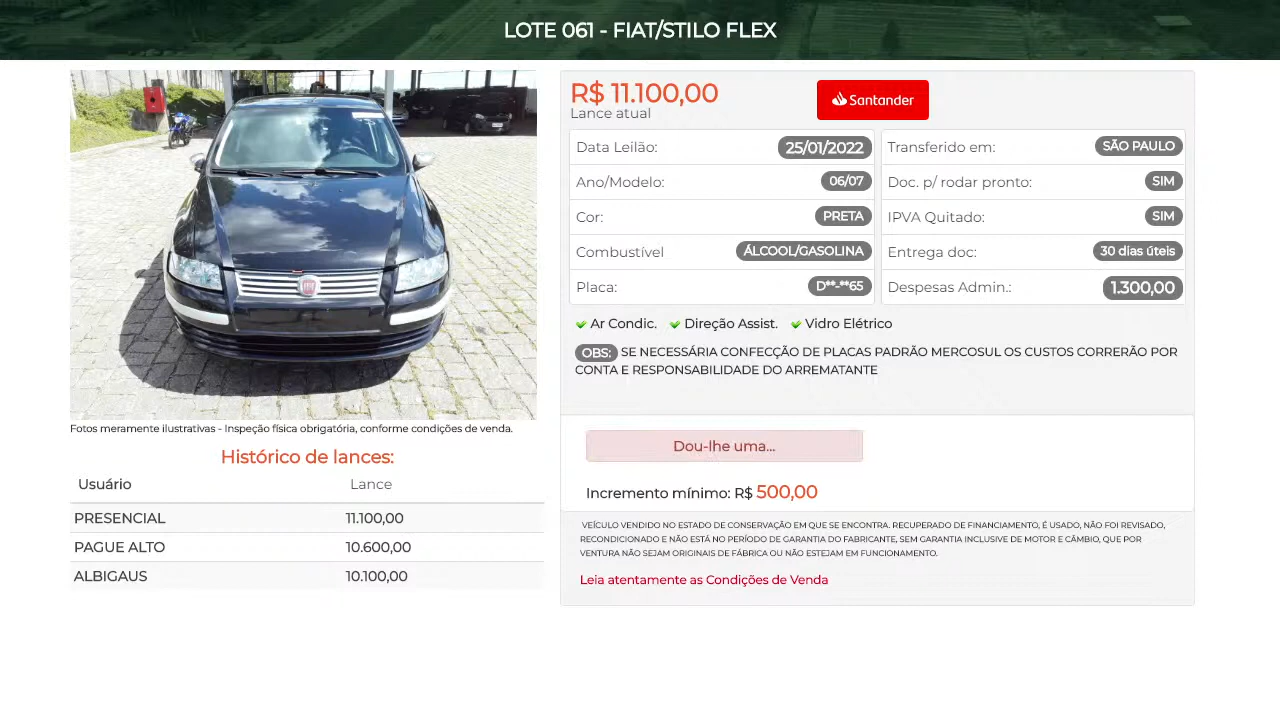 LOTE 061 - FIAT/STILO FLEX
R$ 11.100,00
Lance atual
Santander
Data Leilão: 25/01/2022
Ano/Modelo: 06/07
Cor: PRETA
Combustível ÁLCOOL/GASOLINA
Placa: D**-**65
Transferido em: SÃO PAULO
Doc. p/ rodar pronto: SIM
IPVA Quitado: SIM
Entrega doc: 30 dias úteis
Despesas Admin.: 1.300,00
Ar Condic. Direção Assist. Vidro Elétrico
OBS: SE NECESSÁRIA CONFECÇÃO DE PLACAS PADRÃO MERCOSUL OS CUSTOS CORRERÃO POR
CONTA E RESPONSABILIDADE DO ARREMATANTE
Fotos meramente ilustrativas - Inspeção física obrigatória, conforme condições de venda.
Histórico de lances:
Usuário Lance
PRESENCIAL 11.100,00
PAGUE ALTO 10.600,00
ALBIGAUS 10.100,00
Dou-lhe uma...
Incremento mínimo: R$ 500,00
VEÍCULO VENDIDO NO ESTADO DE CONSERVAÇÃO EM QUE SE ENCONTRA. RECUPERADO DE FINANCIAMENTO, É USADO, NÃO FOI REVISADO,
RECONDICIONADO E NÃO ESTÁ NO PERÍODO DE GARANTIA DO FABRICANTE, SEM GARANTIA INCLUSIVE DE MOTOR E CÂMBIO, QUE POR
VENTURA NÃO SEJAM ORIGINAIS DE FÁBRICA OU NÃO ESTEJAM EM FUNCIONAMENTO.
Leia atentamente as Condições de Venda